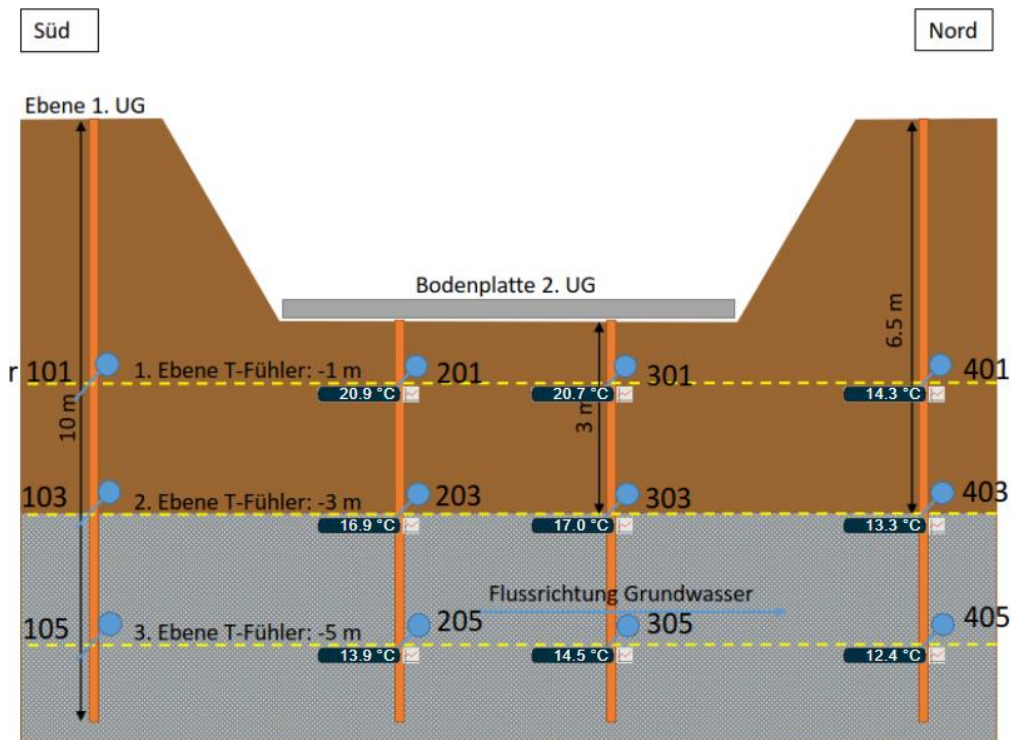 Süd
Nord
Ebene 1. UG
Bodenplatte 2. UG
6.5 m
r 101
1. Ebene T-Fühler: -1 m
201
301
401
20.9 °C
20.7 °C
14.3 °C
10 m
3 m
103
2. Ebene T-Fühler: -3 m
203
303
403
16.9 °C
17.0 °C
13.3 °C
Flussrichtung Grundwasser
105
3. Ebene T-Fühler: -5 m
205
305
405
13.9 °C
14.5 °C
12.4 °C